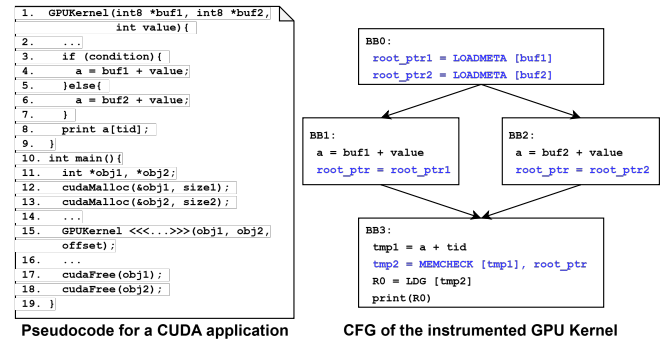 1. GPUKernel(int8 *buf1, int8 *buf2,
int value){
2. ...
3. if (condition){
4. a = buf1 + value;
5. }else{
6. a = buf2 + value;
7. }
8. print a[tid];
9. }
10. int main(){
11. int *obj1, *obj2;
12. cudaMalloc(&obj1, size1);
13. cudaMalloc(&obj2, size2);
14. ...
15. GPUKernel <<<...>>>(obj1, obj2,
offset);
16. ...
17. cudaFree(obj1);
18. cudaFree(obj2);
19. }
Pseudocode for a CUDA application
BB0:
root_ptr1 = LOADMETA [buf1]
root_ptr2 = LOADMETA [buf2]
BB1:
a = buf1 + value
root_ptr = root_ptr1
BB2:
a = buf2 + value
root_ptr = root_ptr2
BB3:
tmp1 = a + tid
tmp2 = MEMCHECK [tmp1], root_ptr
R0 = LDG [tmp2]
print(R0)
CFG of the instrumented GPU Kernel